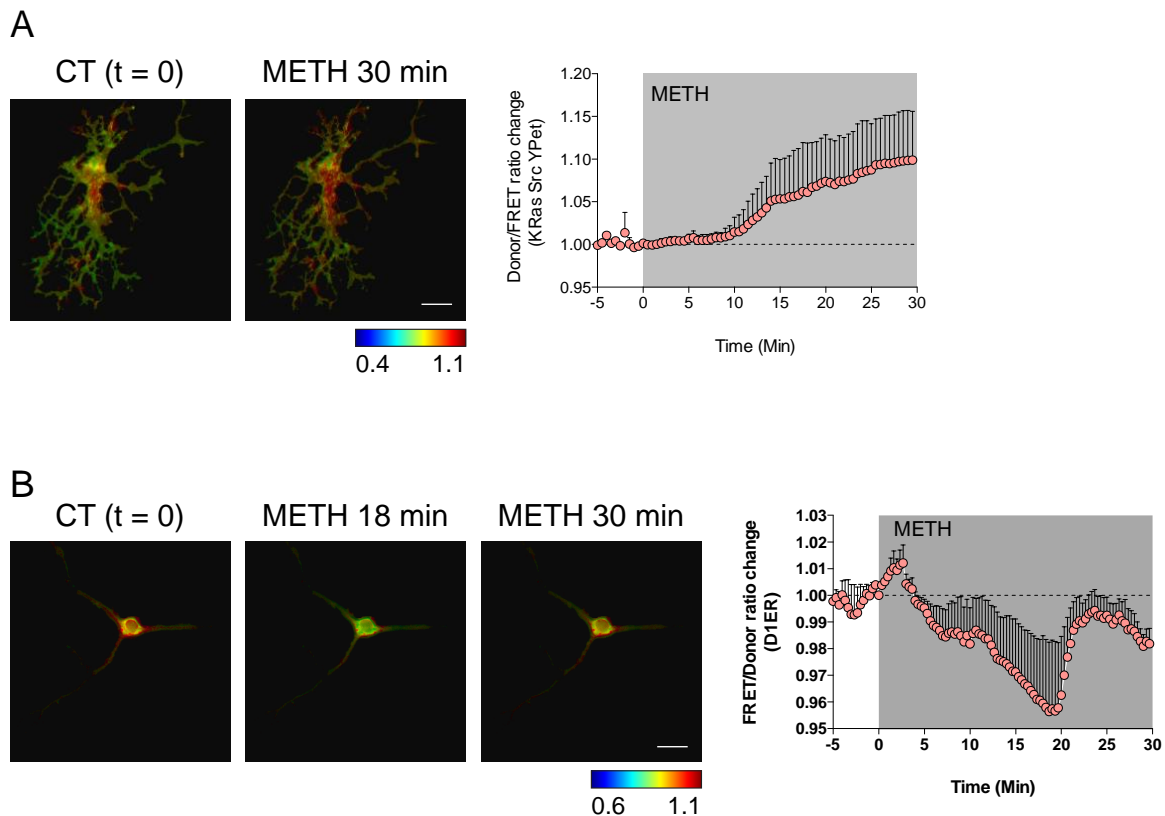 A
CT (t = 0)
METH 30 min
0.4
1.1
1.20
1.15
1.10
1.05
1.00
0.95
Donor/FRET ratio change
(KRas Src YPet)
METH
-5
0
5
10
15
20
25
30
Time (Min)
B
CT (t = 0)
METH 18 min
METH 30 min
0.6
1.1
1.03
1.02
1.01
1.00
0.99
0.98
0.97
0.96
0.95
FRET/Donor ratio change
(D1ER)
METH
-5
0
5
10
15
20
25
30
Time (Min)